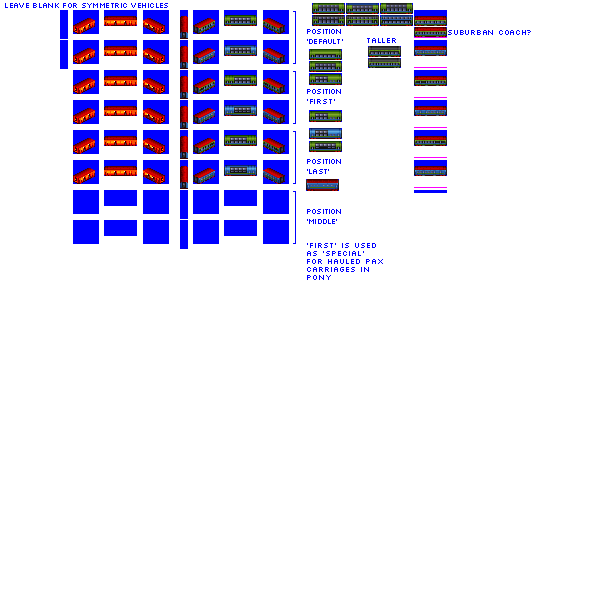 LEAVE BLANK FOR SYMMETRIC VEHICLES
POSITION
'DEFAULT'
TALLER
SUBURBAN COACH?
POSITION
'FIRST'
POSITION
'LAST'
POSITION
'MIDDLE'
'FIRST' IS USED
AS 'SPECIAL'
FOR HAULED PAX
CARRIAGES IN
PONY